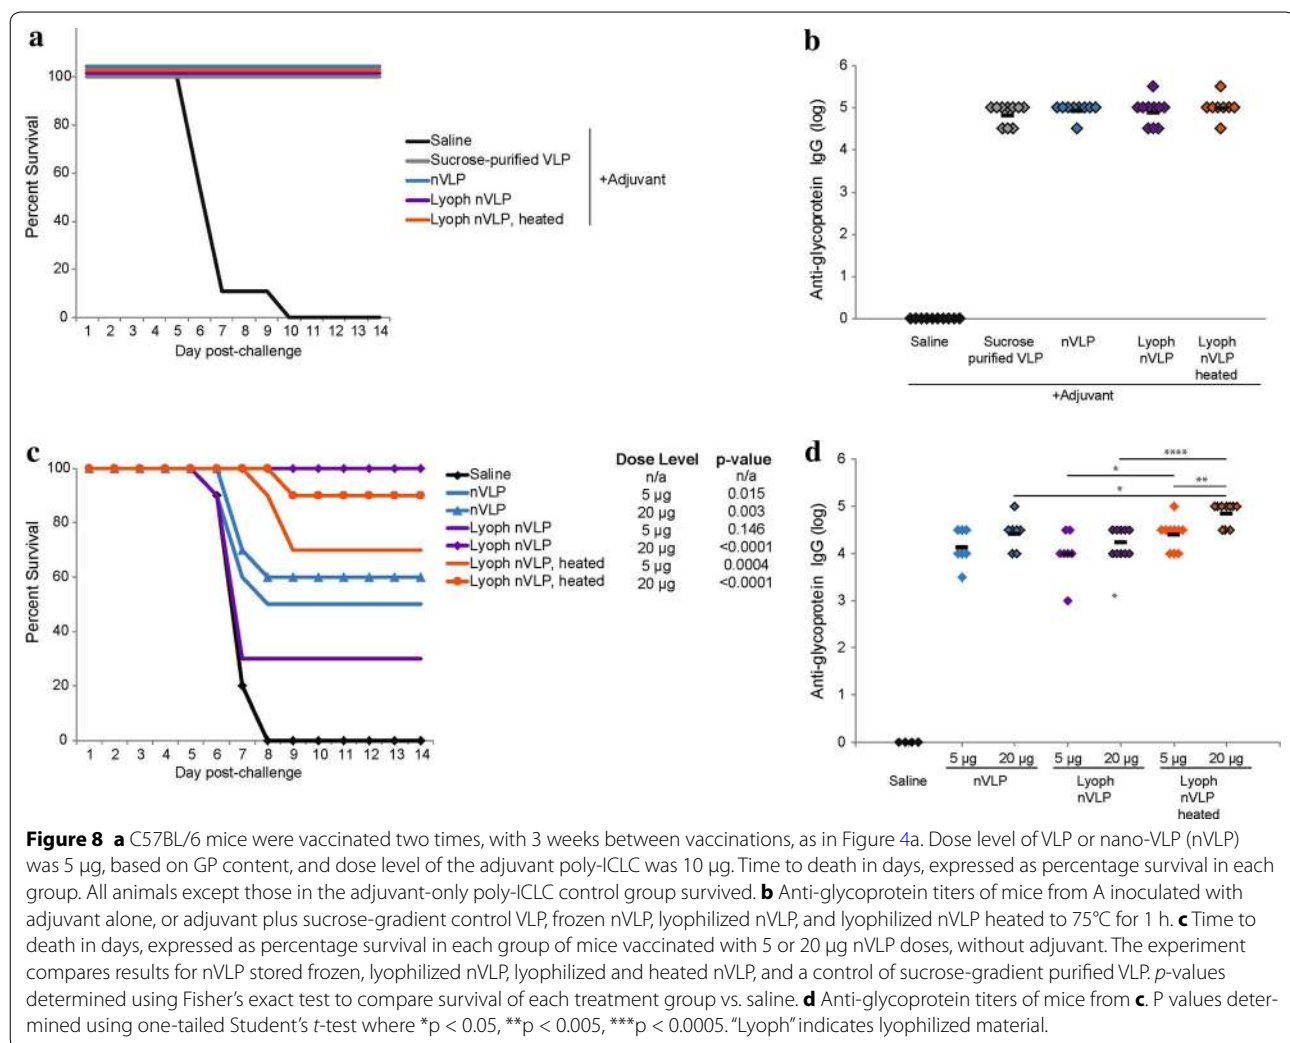 a
Percent Survival
100
80
60
40
20
0
1 2 3 4 5 6 7 8 9 10 11 12 13 14
Day post-challenge
Saline
Sucrose-purified VLP
nVLP
Lyoph nVLP
Lyoph nVLP, heated
+Adjuvant
b
Anti-glycoprotein IgG (log)
6
5
4
3
2
1
0
Saline
Sucrose
purified VLP
nVLP
Lyoph
nVLP
Lyoph
nVLP
heated
+Adjuvant
c
Percent Survival
100
80
60
40
20
0
1 2 3 4 5 6 7 8 9 10 11 12 13 14
Day post-challenge
Dose Level p-value
Saline n/a n/a
nVLP 5 µg 0.015
nVLP 20 µg 0.003
Lyoph nVLP 5 µg 0.146
Lyoph nVLP 20 µg <0.0001
Lyoph nVLP, heated 5 µg 0.0004
Lyoph nVLP, heated 20 µg <0.0001
d
Anti-glycoprotein IgG (log)
6
5
4
3
2
1
0
****
*
**
*
*
5 µg 20 µg 5 µg 20 µg 5 µg 20 µg
Saline
nVLP
Lyoph
nVLP
Lyoph
nVLP
heated
Figure 8 a C57BL/6 mice were vaccinated two times, with 3 weeks between vaccinations, as in Figure 4a. Dose level of VLP or nano-VLP (nVLP)
was 5 µg, based on GP content, and dose level of the adjuvant poly-ICLC was 10 µg. Time to death in days, expressed as percentage survival in each
group. All animals except those in the adjuvant-only poly-ICLC control group survived. b Anti-glycoprotein titers of mice from A inoculated with
adjuvant alone, or adjuvant plus sucrose-gradient control VLP, frozen nVLP, lyophilized nVLP, and lyophilized nVLP heated to 75°C for 1 h. c Time to
death in days, expressed as percentage survival in each group of mice vaccinated with 5 or 20 µg nVLP doses, without adjuvant. The experiment
compares results for nVLP stored frozen, lyophilized nVLP, lyophilized and heated nVLP, and a control of sucrose-gradient purified VLP. p-values
determined using Fisher's exact test to compare survival of each treatment group vs. saline. d Anti-glycoprotein titers of mice from c. P values deter-
mined using one-tailed Student's t-test where *p < 0.05, **p < 0.005, ***p < 0.0005. "Lyoph" indicates lyophilized material.